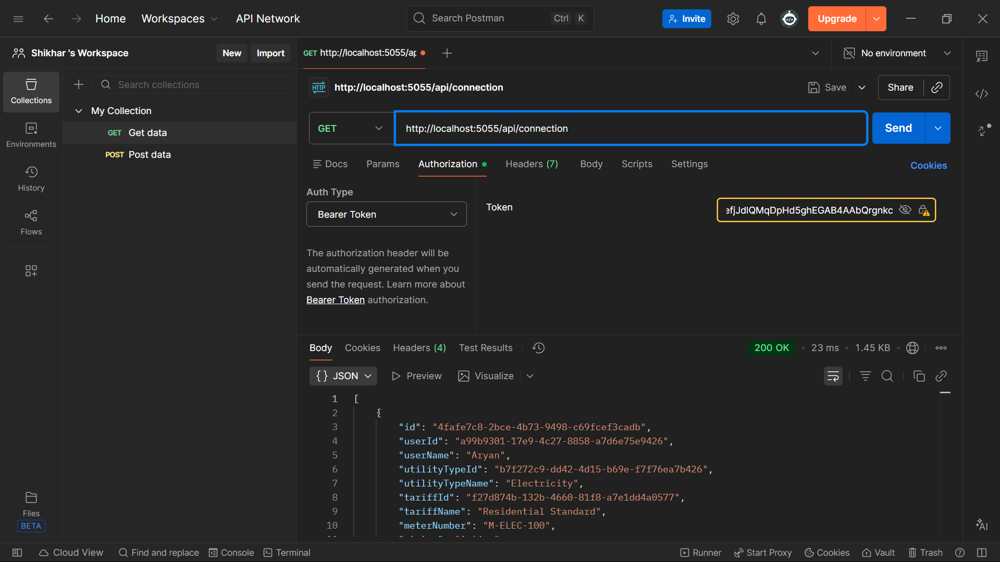 Home
Workspaces
API Network
Search Postman
Ctrl K
Invite
Upgrade
Shikhar 's Workspace
New
Import
GET http://localhost:5055/ap
No environment
Collections
Environments
History
Flows
Files
BETA
Search collections
My Collection
GET Get data
POST Post data
HTTP http://localhost:5055/api/connection
Save
Share
GET
http://localhost:5055/api/connection
Send
Docs
Params
Authorization
Headers (7)
Body
Scripts
Settings
Cookies
Auth Type
Bearer Token
The authorization header will be
automatically generated when you
send the request. Learn more about
Bearer Token authorization.
Token
Body
Cookies
Headers (4)
Test Results
200 OK
23 ms
1.45 KB
{ } JSON
Preview
Visualize
1 [
2 {
3 "id": "4fafe7c8-2bce-4b73-9498-c69fcef3cadb",
4 "userId": "a99b9301-17e9-4c27-8858-a7d6e75e9426",
5 "userName": "Aryan",
6 "utilityTypeId": "b7f272c9-dd42-4d15-b69e-f7f76ea7b426",
7 "utilityTypeName": "Electricity",
8 "tariffId": "f27d874b-132b-4660-81f8-a7e1dd4a0577",
9 "tariffName": "Residential Standard",
10 "meterNumber": "M-ELEC-100",
AI
Cloud View
Find and replace
Console
Terminal
Runner
Start Proxy
Cookies
Vault
Trash